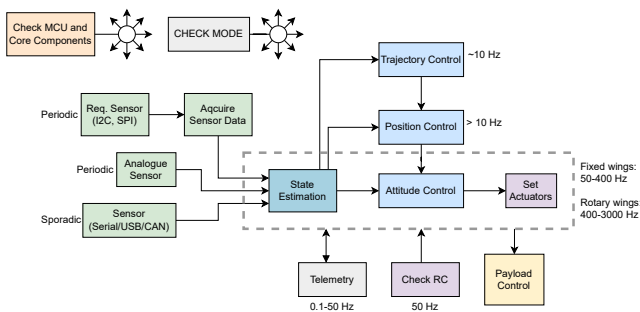 Check MCU and
Core Components
CHECK MODE
Trajectory Control
~10 Hz
Periodic
Req. Sensor
(I2C, SPI)
Aqcuire
Sensor Data
Position Control
> 10 Hz
Periodic
Analogue
Sensor
State
Estimation
Attitude Control
Set
Actuators
Fixed wings:
50-400 Hz
Rotary wings:
400-3000 Hz
Sporadic
Sensor
(Serial/USB/CAN)
Telemetry
0.1-50 Hz
Check RC
50 Hz
Payload
Control